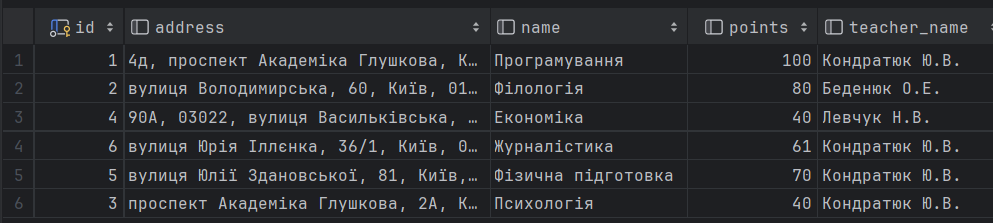 id address name points teacher_name
1 1 4д, проспект Академіка Глушкова, К… Програмування 100 Кондратюк Ю.В.
2 2 вулиця Володимирська, 60, Київ, 01… Філологія 80 Беденюк О.Е.
3 4 90А, 03022, вулиця Васильківська, … Економіка 40 Левчук Н.В.
4 6 вулиця Юрія Іллєнка, 36/1, Київ, 0… Журналістика 61 Кондратюк Ю.В.
5 5 вулиця Юлії Здановської, 81, Київ,… Фізична підготовка 70 Кондратюк Ю.В.
6 3 проспект Академіка Глушкова, 2А, К… Психологія 40 Кондратюк Ю.В.